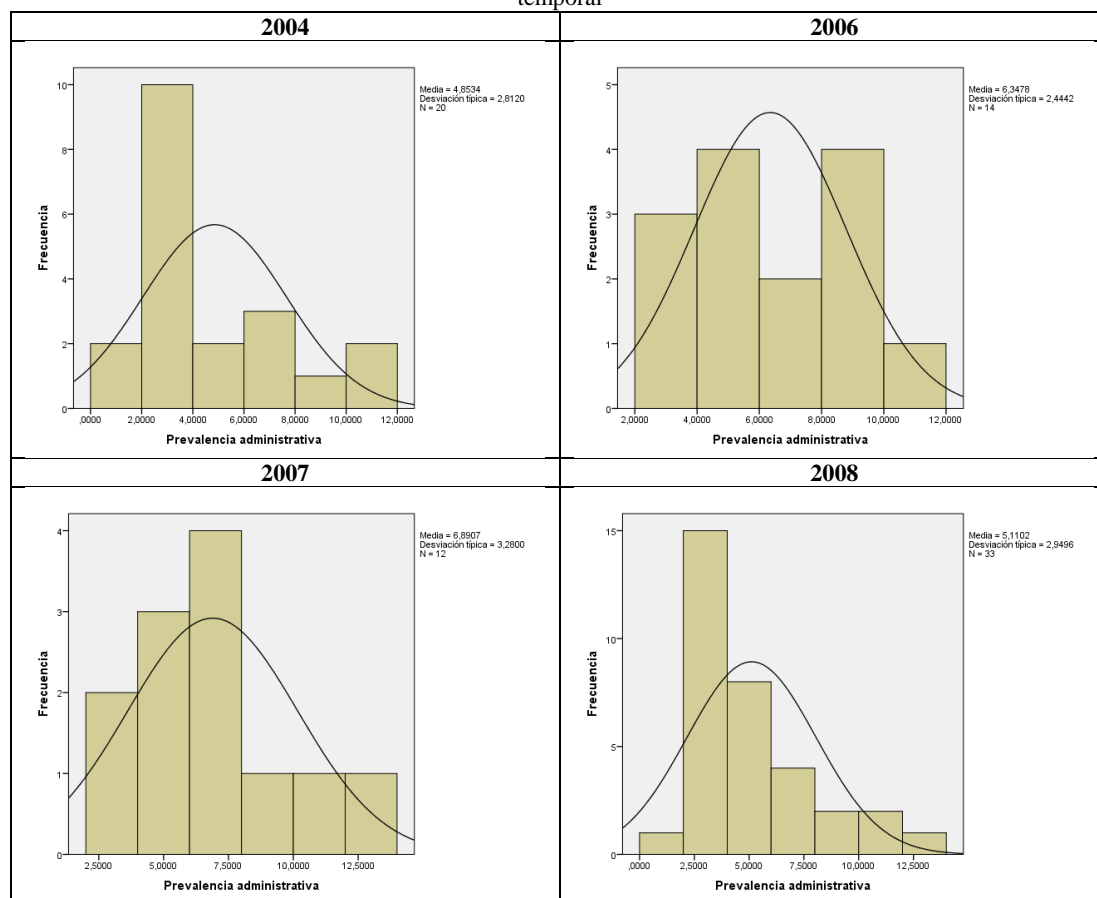 temporal
2004
2006
Media = 4,8534
Desviación típica = 2,8120
N = 20
Frecuencia
10
8
6
4
2
0
,0000
2,0000
4,0000
6,0000
8,0000
10,0000
12,0000
Prevalencia administrativa
Media = 6,3478
Desviación típica = 2,4442
N = 14
Frecuencia
5
4
3
2
1
0
2,0000
4,0000
6,0000
8,0000
10,0000
12,0000
Prevalencia administrativa
2007
2008
Media = 6,8907
Desviación típica = 3,2800
N = 12
Frecuencia
4
3
2
1
0
2,5000
5,0000
7,5000
10,0000
12,5000
Prevalencia administrativa
Media = 5,1102
Desviación típica = 2,9496
N = 33
Frecuencia
15
10
5
0
,0000
2,5000
5,0000
7,5000
10,0000
12,5000
Prevalencia administrativa